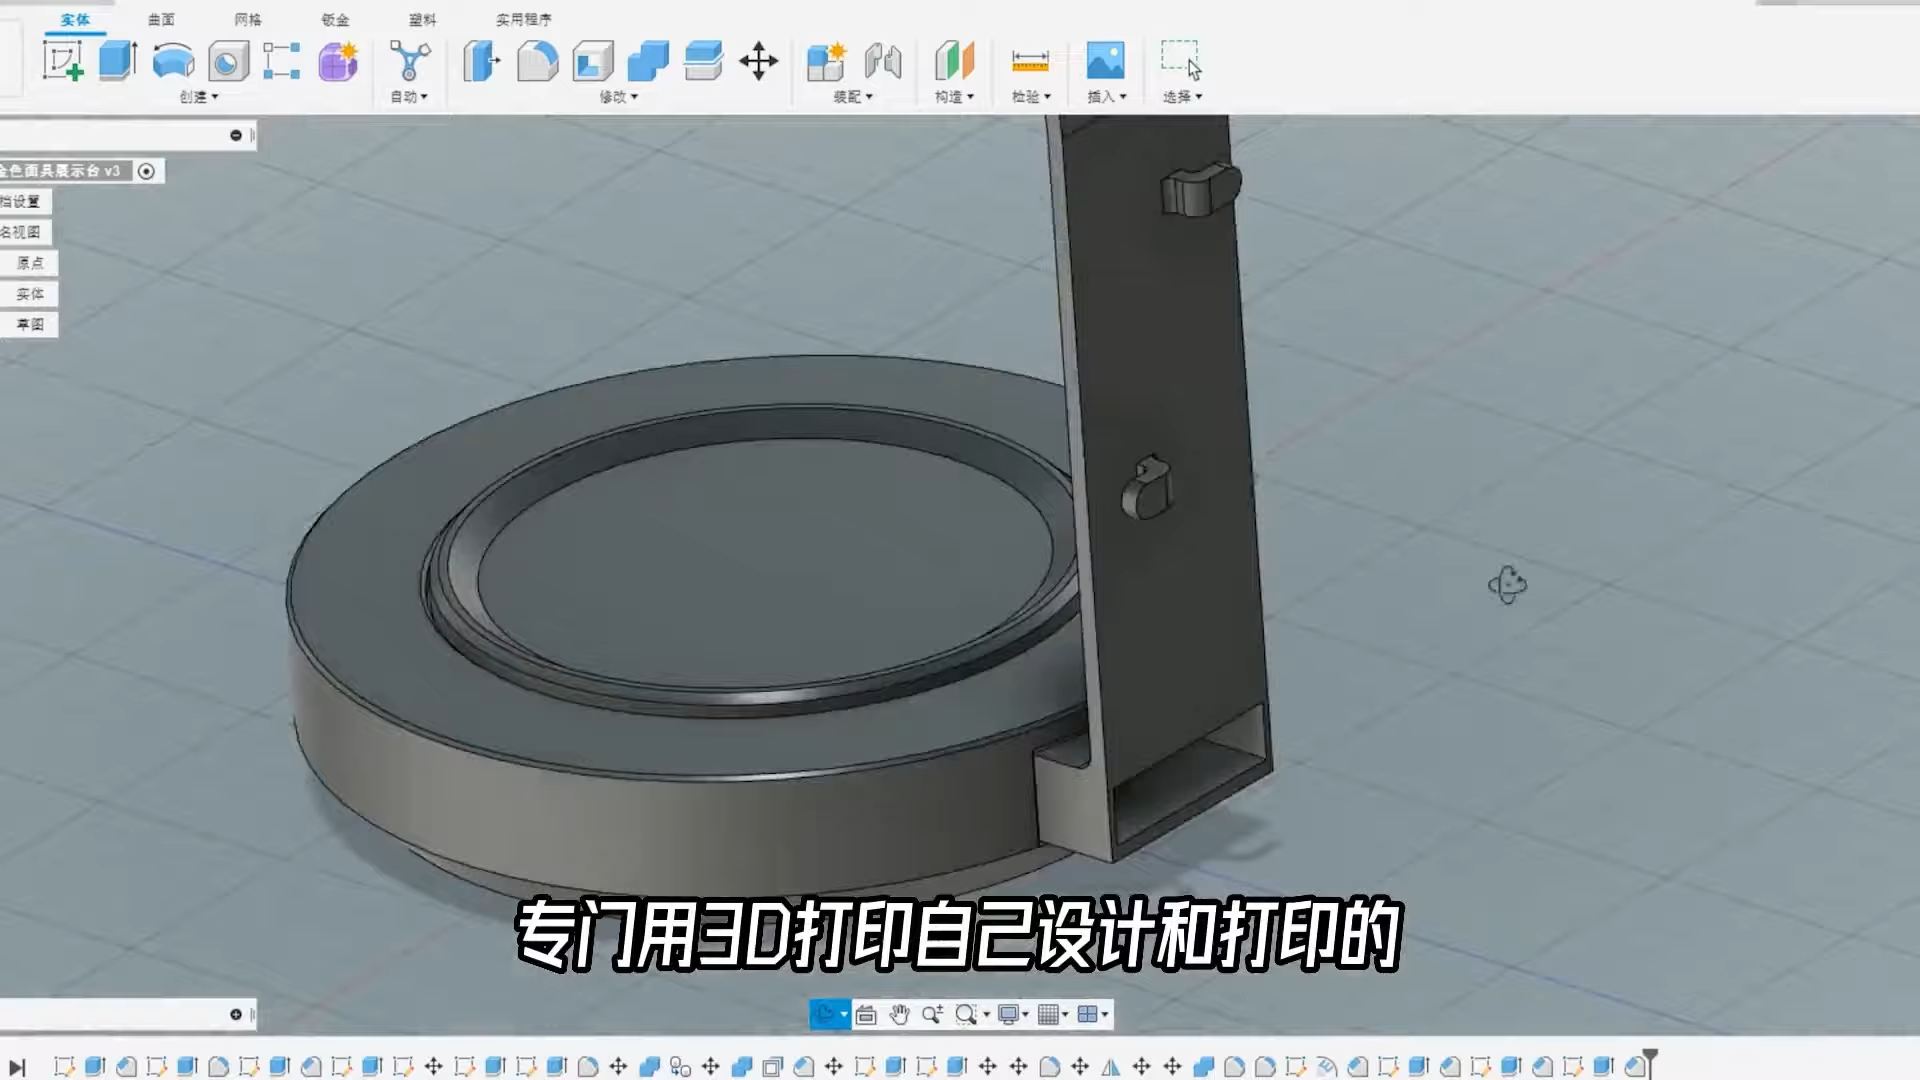 实体 曲面 网格 钣金 塑料 实用程序
创建 自动 修改 装配 构造 检验 插入 选择
金色面具展示台 v3
档设置
名视图
原点
实体
草图
专门用3D打印自己设计和打印的